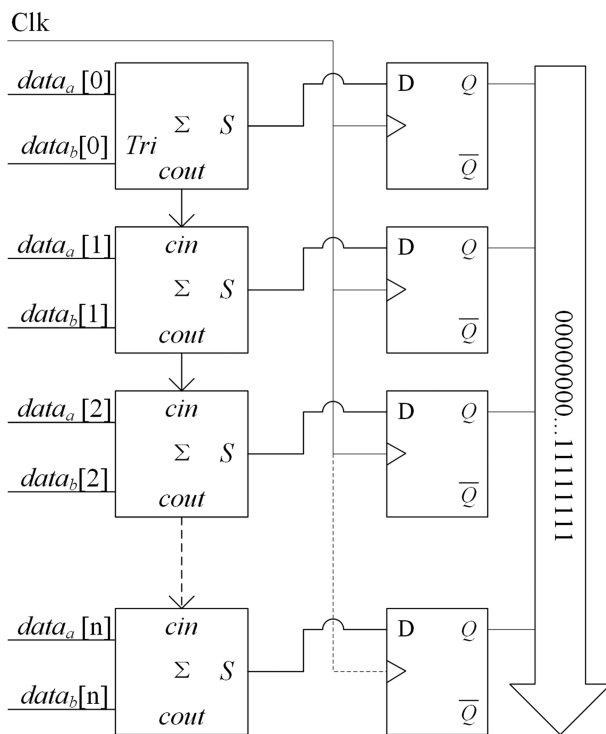 Clk
data_a [0]
data_b[0]
Tri
Σ S
cout
D Q
Q̅
data_a [1]
data_b[1]
cin
Σ S
cout
D Q
Q̅
data_a [2]
data_b[2]
cin
Σ S
cout
D Q
Q̅
data_a [n]
data_b[n]
cin
Σ S
cout
D Q
Q̅
00000000...111111111